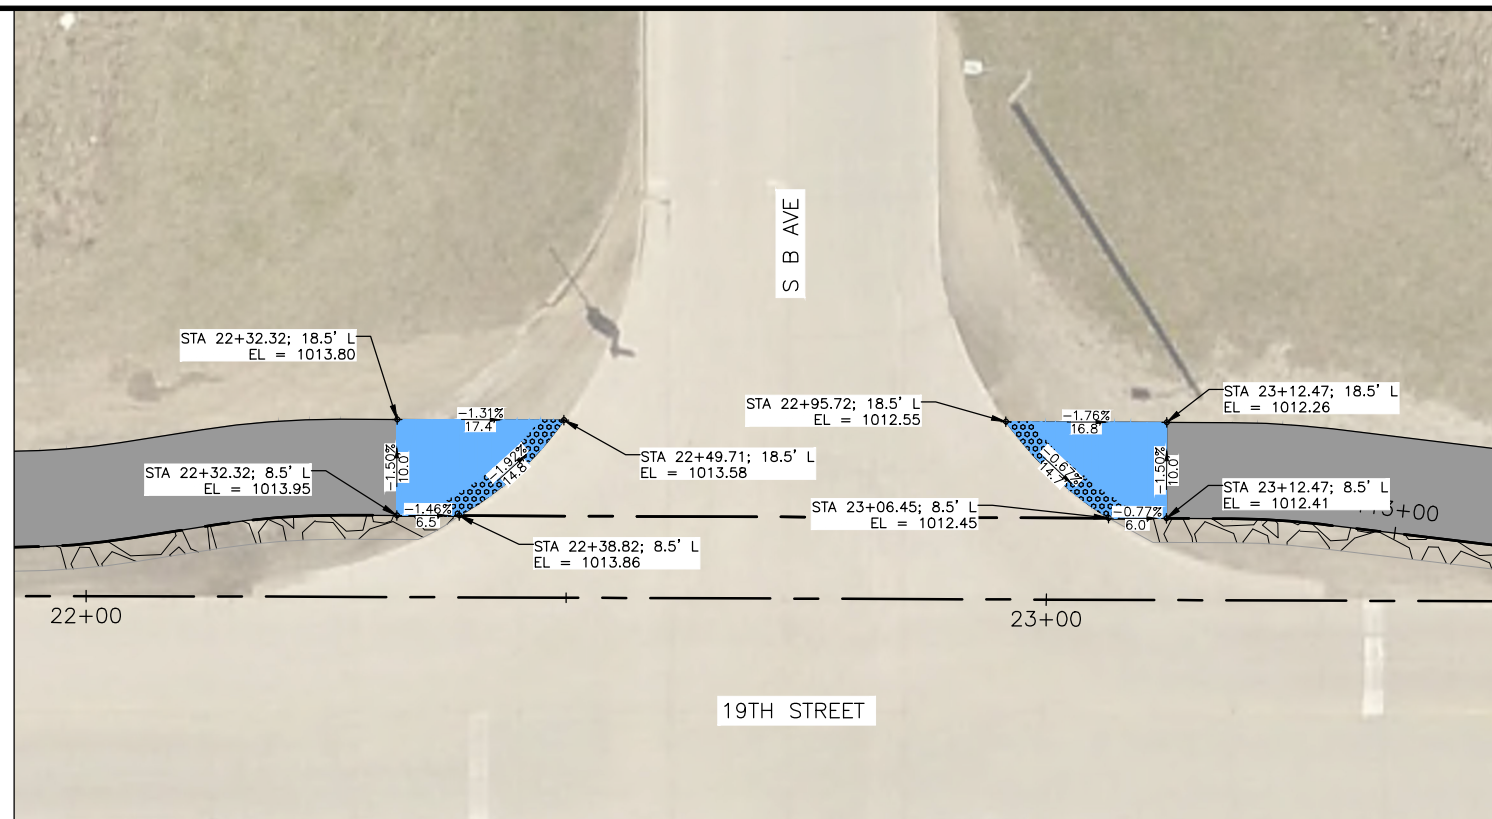 S B AVE
STA 22+32.32; 18.5' L
EL = 1013.80
STA 22+95.72; 18.5' L
EL = 1012.55
STA 23+12.47; 18.5' L
EL = 1012.26
-1.31%
17.4
-1.76%
16.8
-1.50%
10.0
-1.92%
14.8
STA 22+32.32; 8.5' L
EL = 1013.95
STA 22+49.71; 18.5' L
EL = 1013.58
-0.67%
14.7
-1.50%
10.0
STA 23+12.47; 8.5' L
EL = 1012.41
-1.46%
6.5
STA 23+06.45; 8.5' L
EL = 1012.45
-0.77%
6.0
STA 22+38.82; 8.5' L
EL = 1013.86
22+00
23+00
19TH STREET